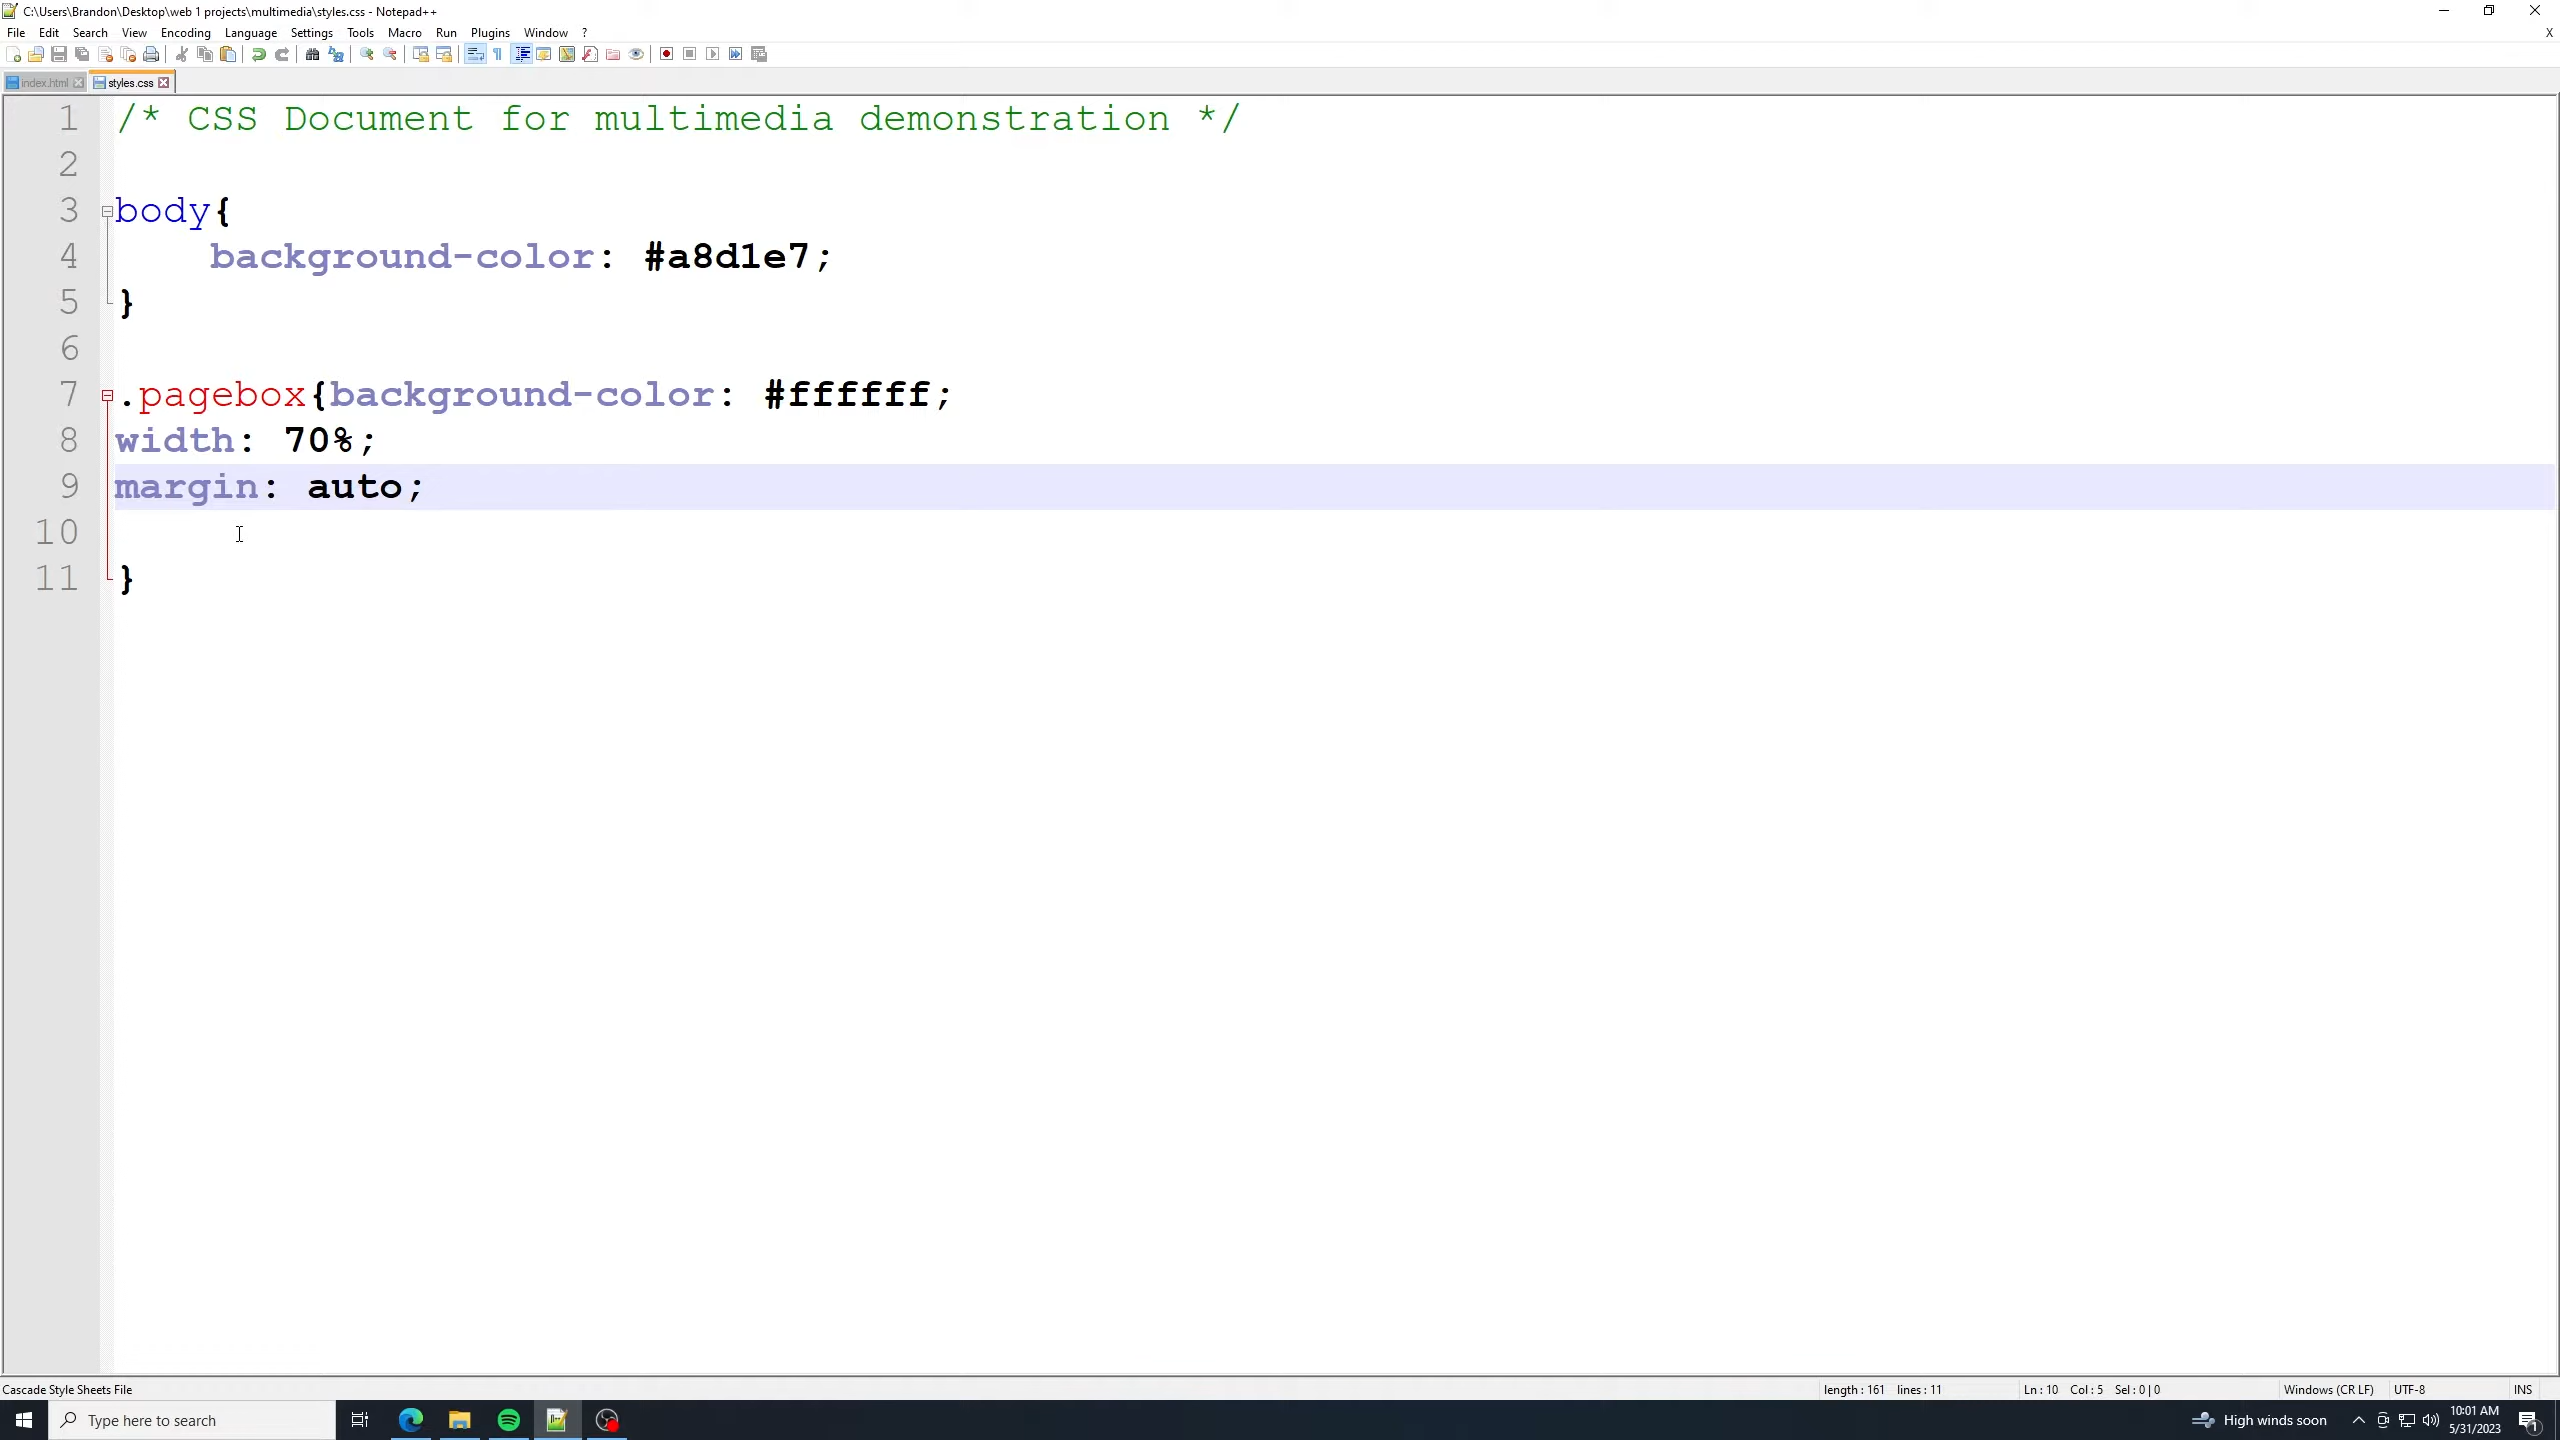 C:\Users\Brandon\Desktop\web 1 projects\multimedia\styles.css - Notepad++
File Edit Search View Encoding Language Settings Tools Macro Run Plugins Window ? X
index.html styles.css
1 /* CSS Document for multimedia demonstration */
2
3 body{
4 background-color: #a8d1e7;
5 }
6
7 .pagebox{background-color: #ffffff;
8 width: 70%;
9 margin: auto;
10
11 }
Cascade Style Sheets File length : 161 lines : 11 Ln : 10 Col : 5 Sel : 0 | 0 Windows (CR LF) UTF-8 INS
Type here to search High winds soon 10:01 AM
5/31/2023 1